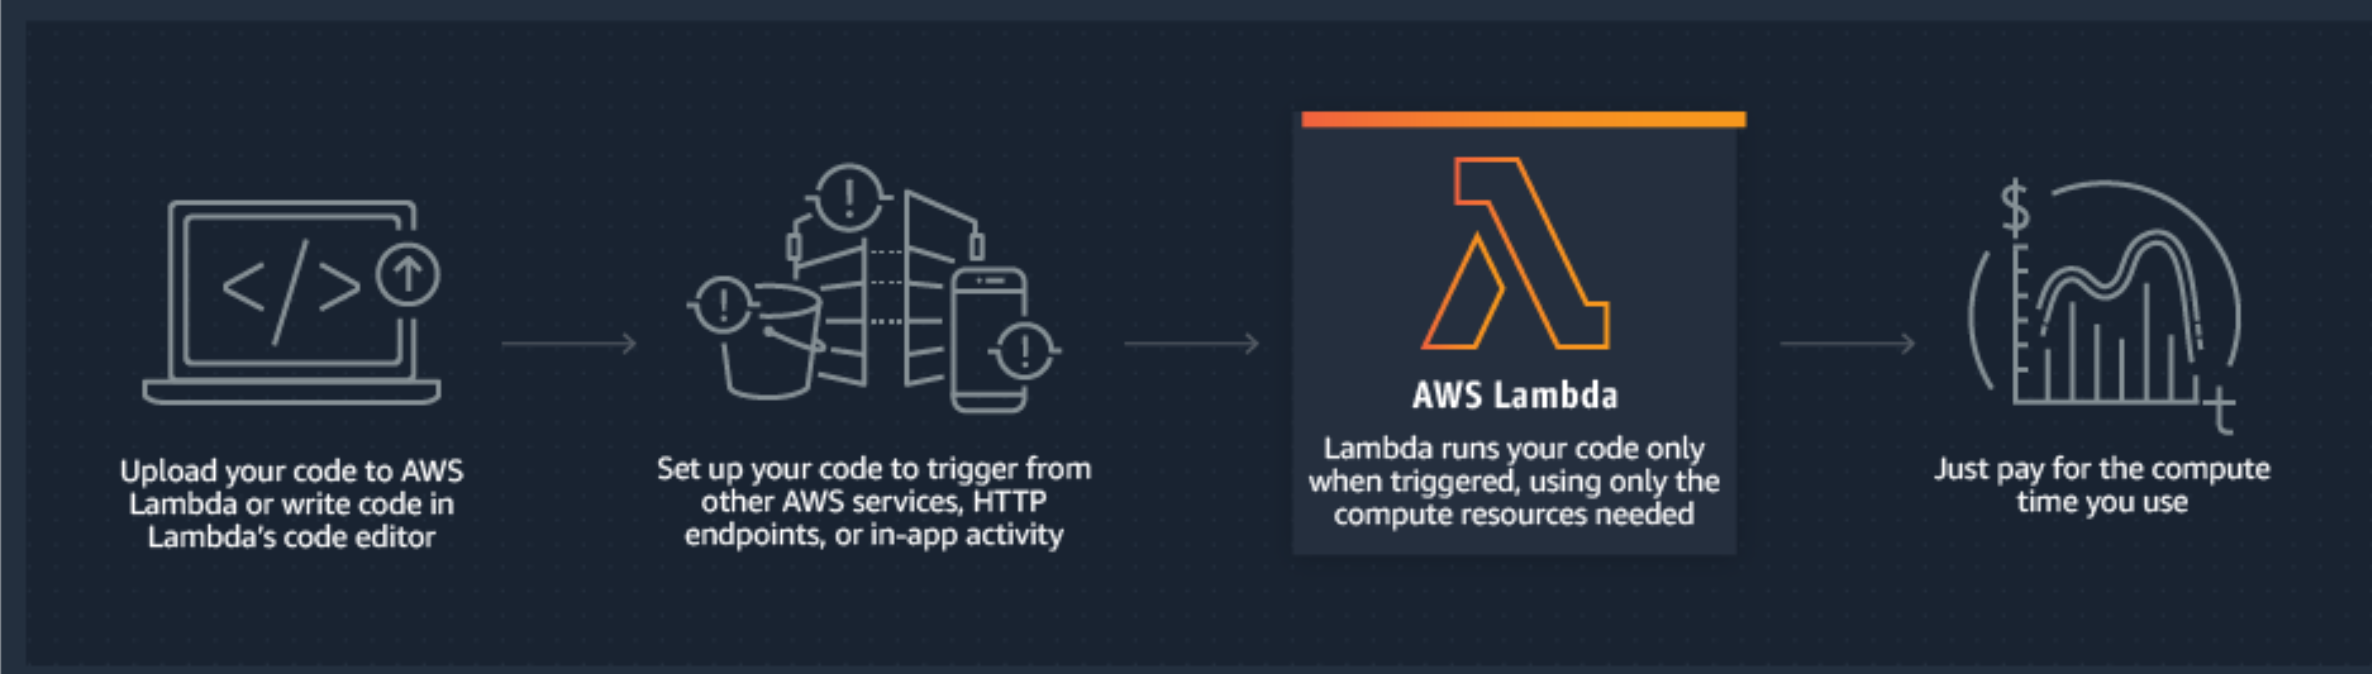 Upload your code to AWS
Lambda or write code in
Lambda's code editor
Set up your code to trigger from
other AWS services, HTTP
endpoints, or in-app activity
AWS Lambda
Lambda runs your code only
when triggered, using only the
compute resources needed
$
t
Just pay for the compute
time you use